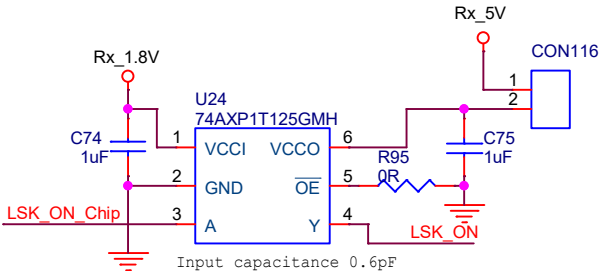 Rx_5V
Rx_1.8V
CON116
1
2
U24
74AXP1T125GMH
C74
1uF
1 VCCI VCCO 6
C75
1uF
R95
0R
2 GND OE 5
LSK_ON_Chip 3 A Y 4 LSK_ON
Input capacitance 0.6pF